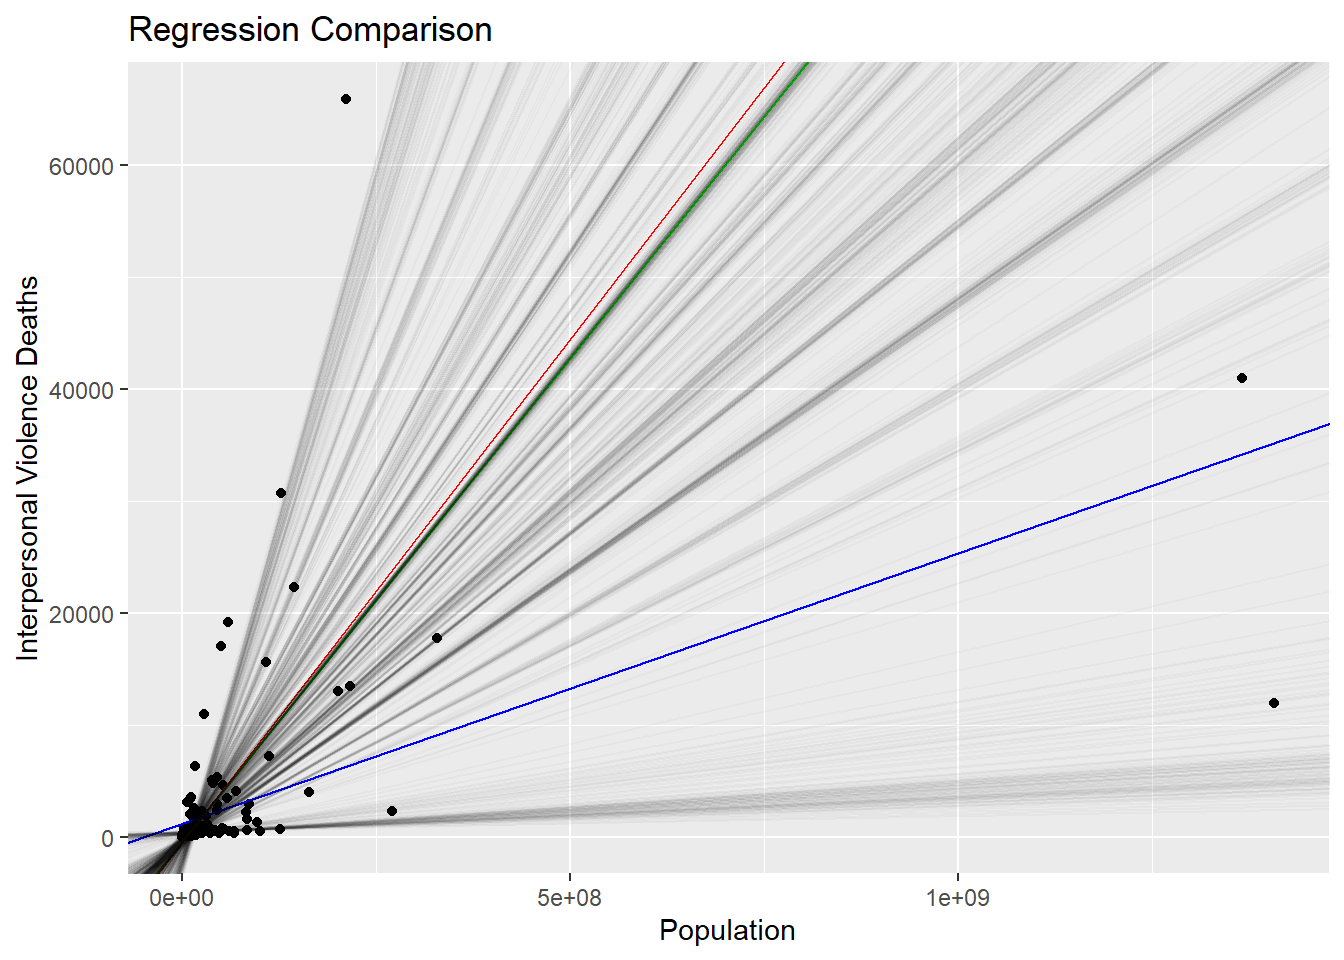 Regression Comparison
Interpersonal Violence Deaths
60000
40000
20000
0
0e+00
5e+08
1e+09
Population